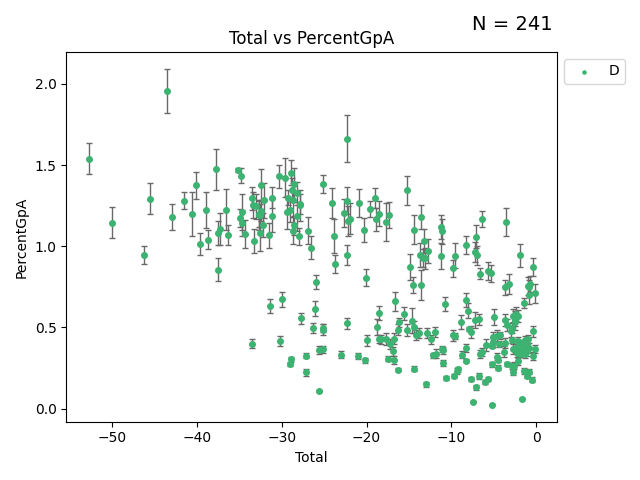 N = 241
Total vs PercentGpA
D
PercentGpA
2.0
1.5
1.0
0.5
0.0
−50 −40 −30 −20 −10 0
Total